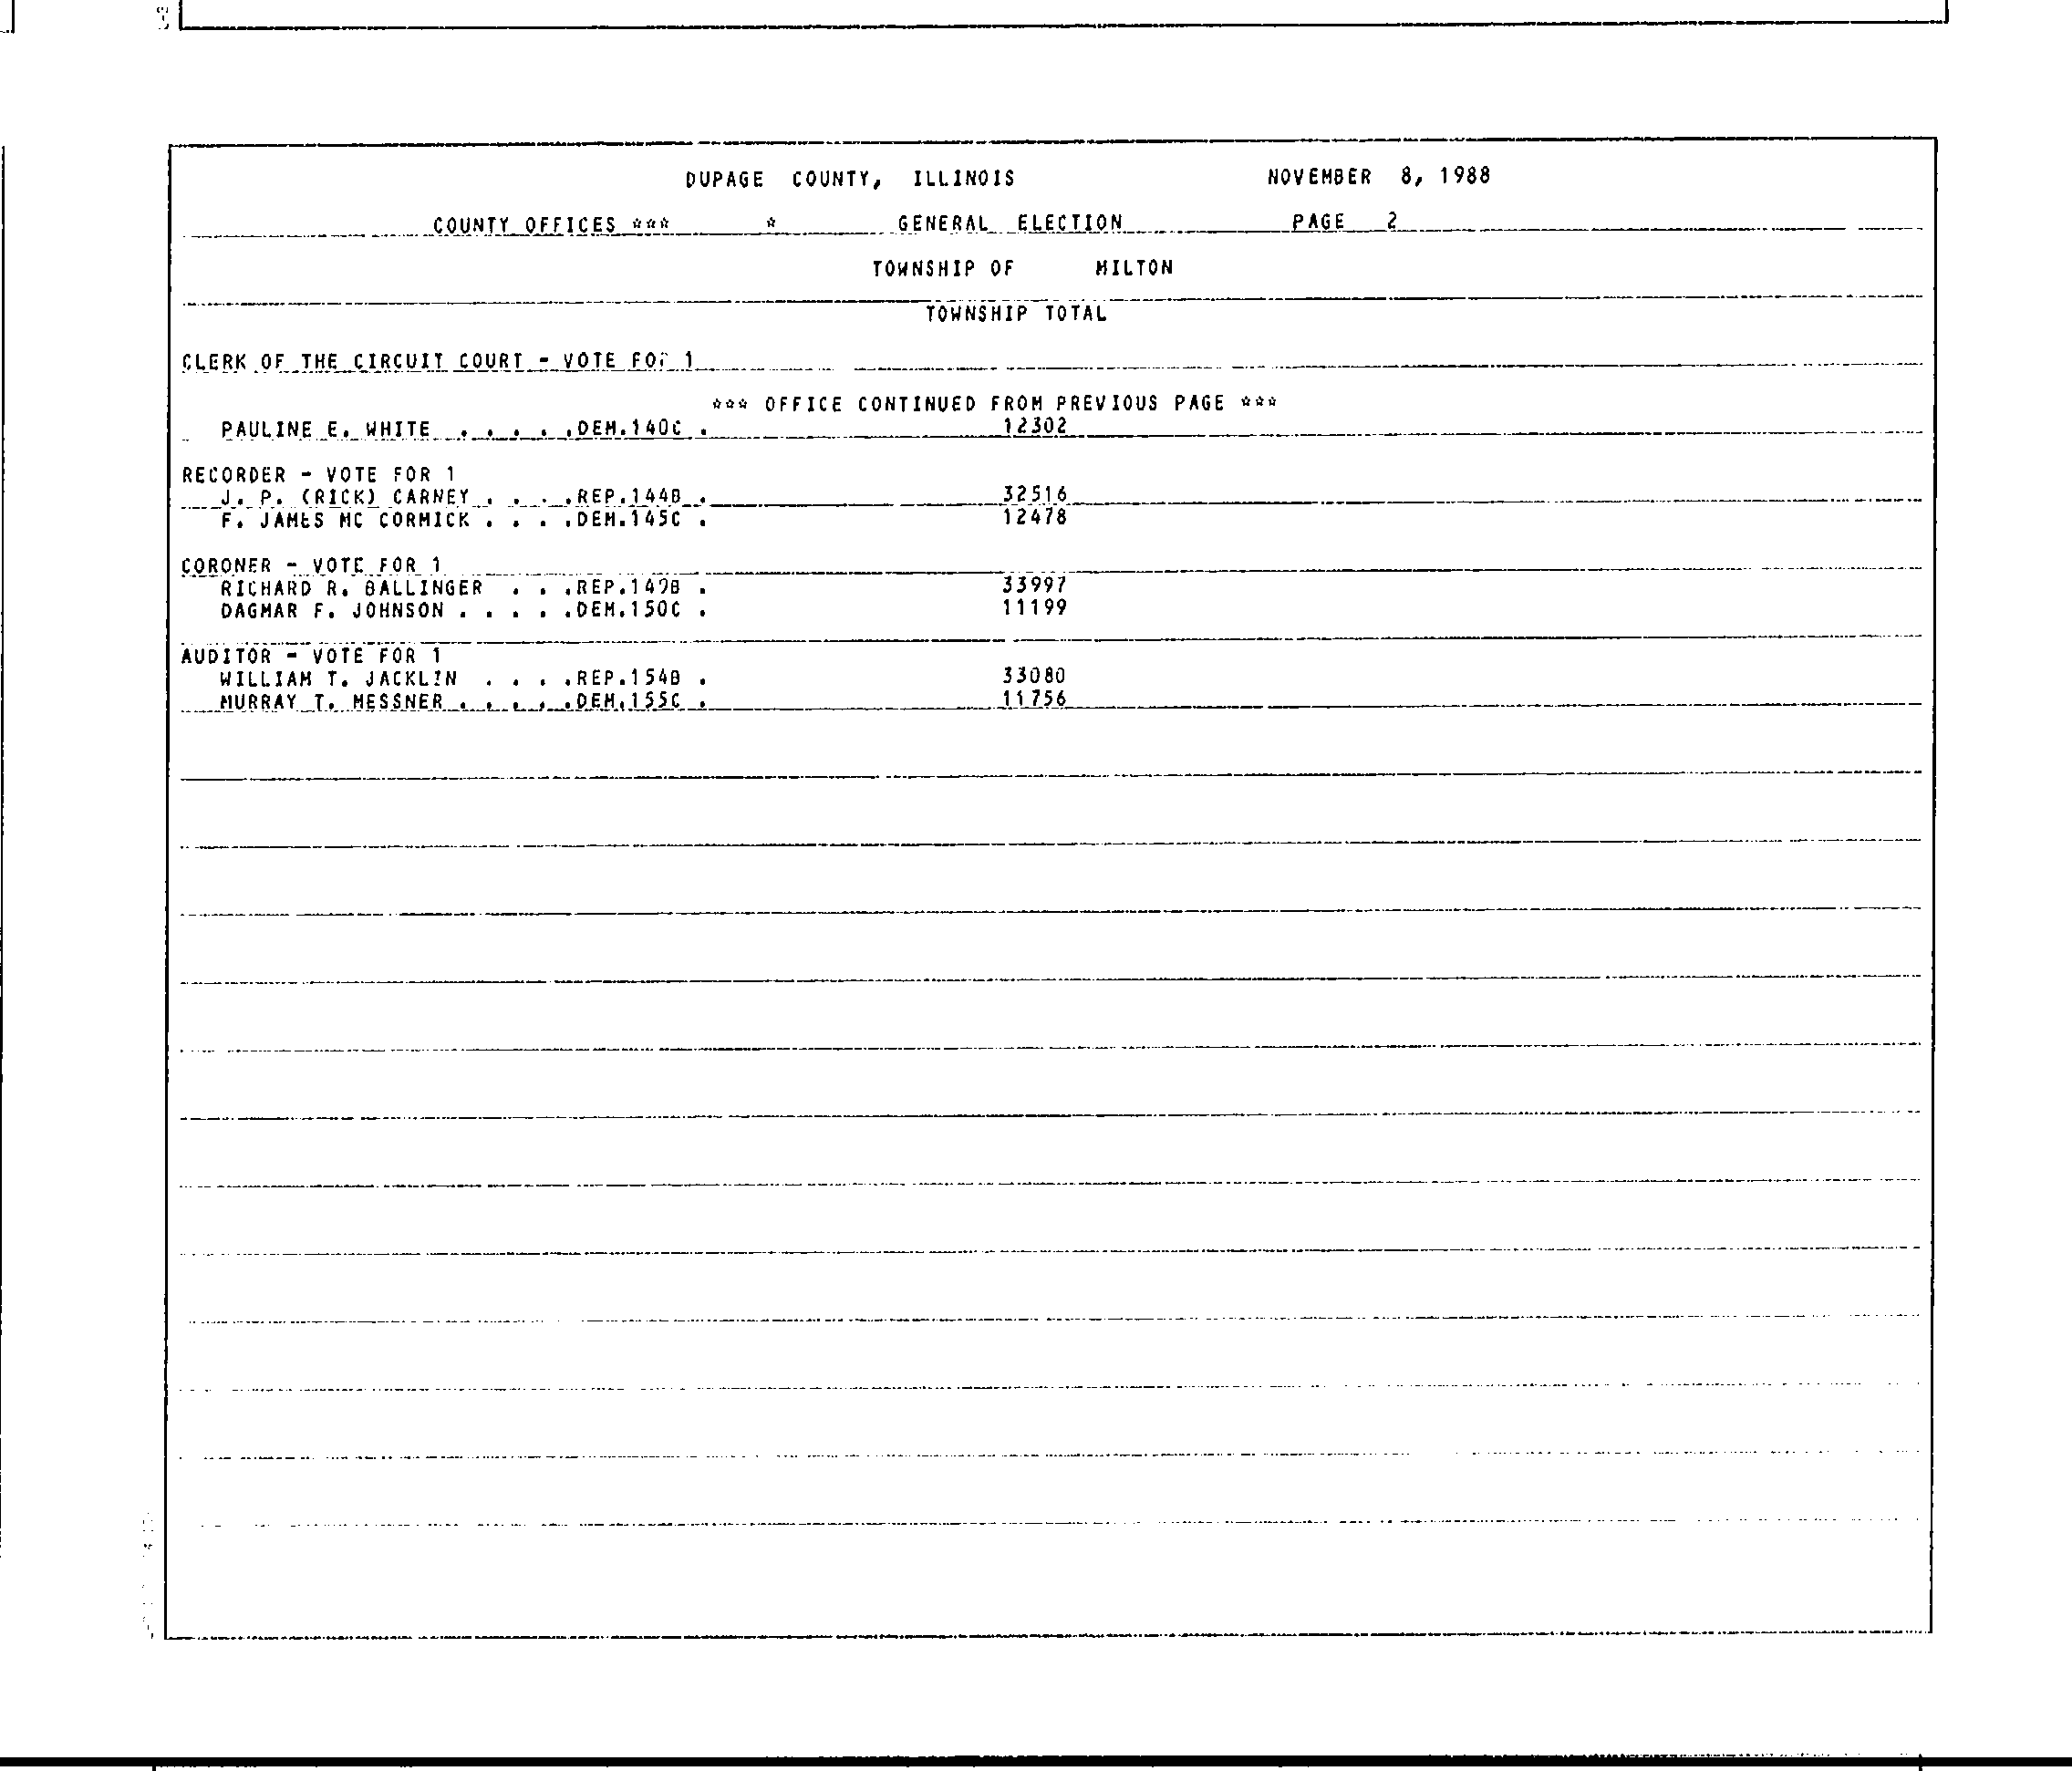 DUPAGE COUNTY, ILLINOIS NOVEMBER 8, 1988
COUNTY OFFICES *** * GENERAL ELECTION PAGE 2
TOWNSHIP OF MILTON
TOWNSHIP TOTAL
CLERK OF THE CIRCUIT COURT - VOTE FOR 1
*** OFFICE CONTINUED FROM PREVIOUS PAGE ***
PAULINE E. WHITE . . . . .DEM.140C . 12302
RECORDER - VOTE FOR 1
J. P. (RICK) CARNEY . . . .REP.144B . 32516
F. JAMES MC CORMICK . . . .DEM.145C . 12478
CORONER - VOTE FOR 1
RICHARD R. BALLINGER . . .REP.149B . 33997
DAGMAR F. JOHNSON . . . . .DEM.150C . 11199
AUDITOR - VOTE FOR 1
WILLIAM T. JACKLIN . . . .REP.154B . 33080
MURRAY T. MESSNER . . . . .DEM.155C . 11756